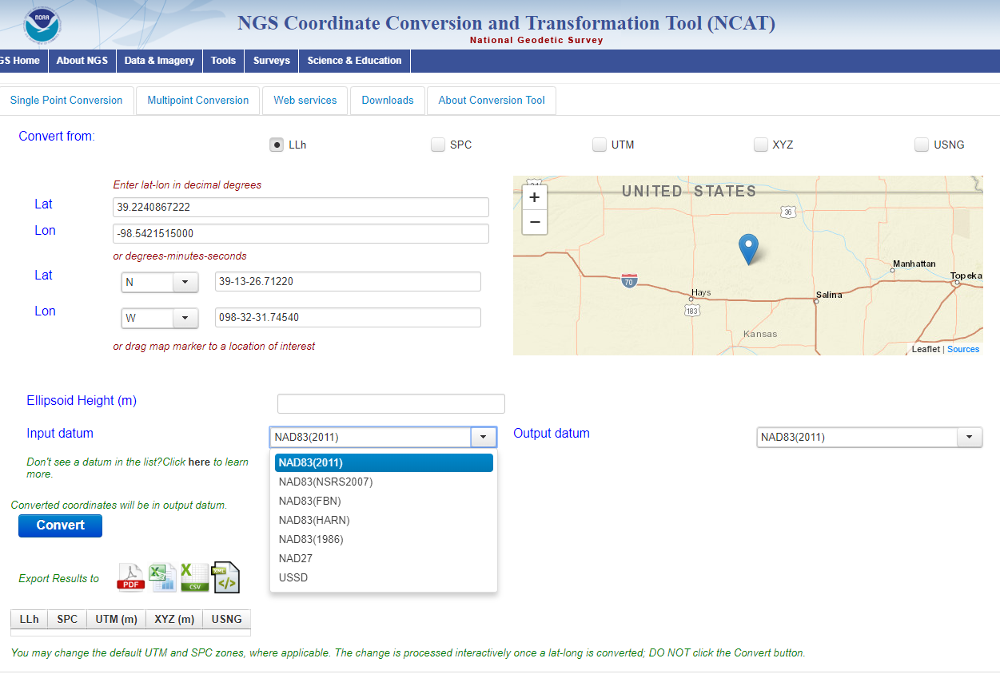 NOAA
NGS Coordinate Conversion and Transformation Tool (NCAT)
National Geodetic Survey
GS Home
About NGS
Data & Imagery
Tools
Surveys
Science & Education
Single Point Conversion
Multipoint Conversion
Web services
Downloads
About Conversion Tool
Convert from:
LLh
SPC
UTM
XYZ
USNG
Enter lat-lon in decimal degrees
Lat
39.2240867222
Lon
-98.5421515000
or degrees-minutes-seconds
Lat
N
39-13-26.71220
Lon
W
098-32-31.74540
or drag map marker to a location of interest
+
−
UNITED STATES
36
Manhattan
Topeka
70
Hays
Salina
183
Kansas
Leaflet | Sources
Ellipsoid Height (m)
Input datum
NAD83(2011)
Output datum
NAD83(2011)
Don't see a datum in the list?Click here to learn
more.
NAD83(2011)
NAD83(NSRS2007)
NAD83(FBN)
NAD83(HARN)
NAD83(1986)
NAD27
USSD
Converted coordinates will be in output datum.
Convert
Export Results to
PDF
X
X
CSV
XML
</>
LLh
SPC
UTM (m)
XYZ (m)
USNG
You may change the default UTM and SPC zones, where applicable. The change is processed interactively once a lat-long is converted; DO NOT click the Convert button.